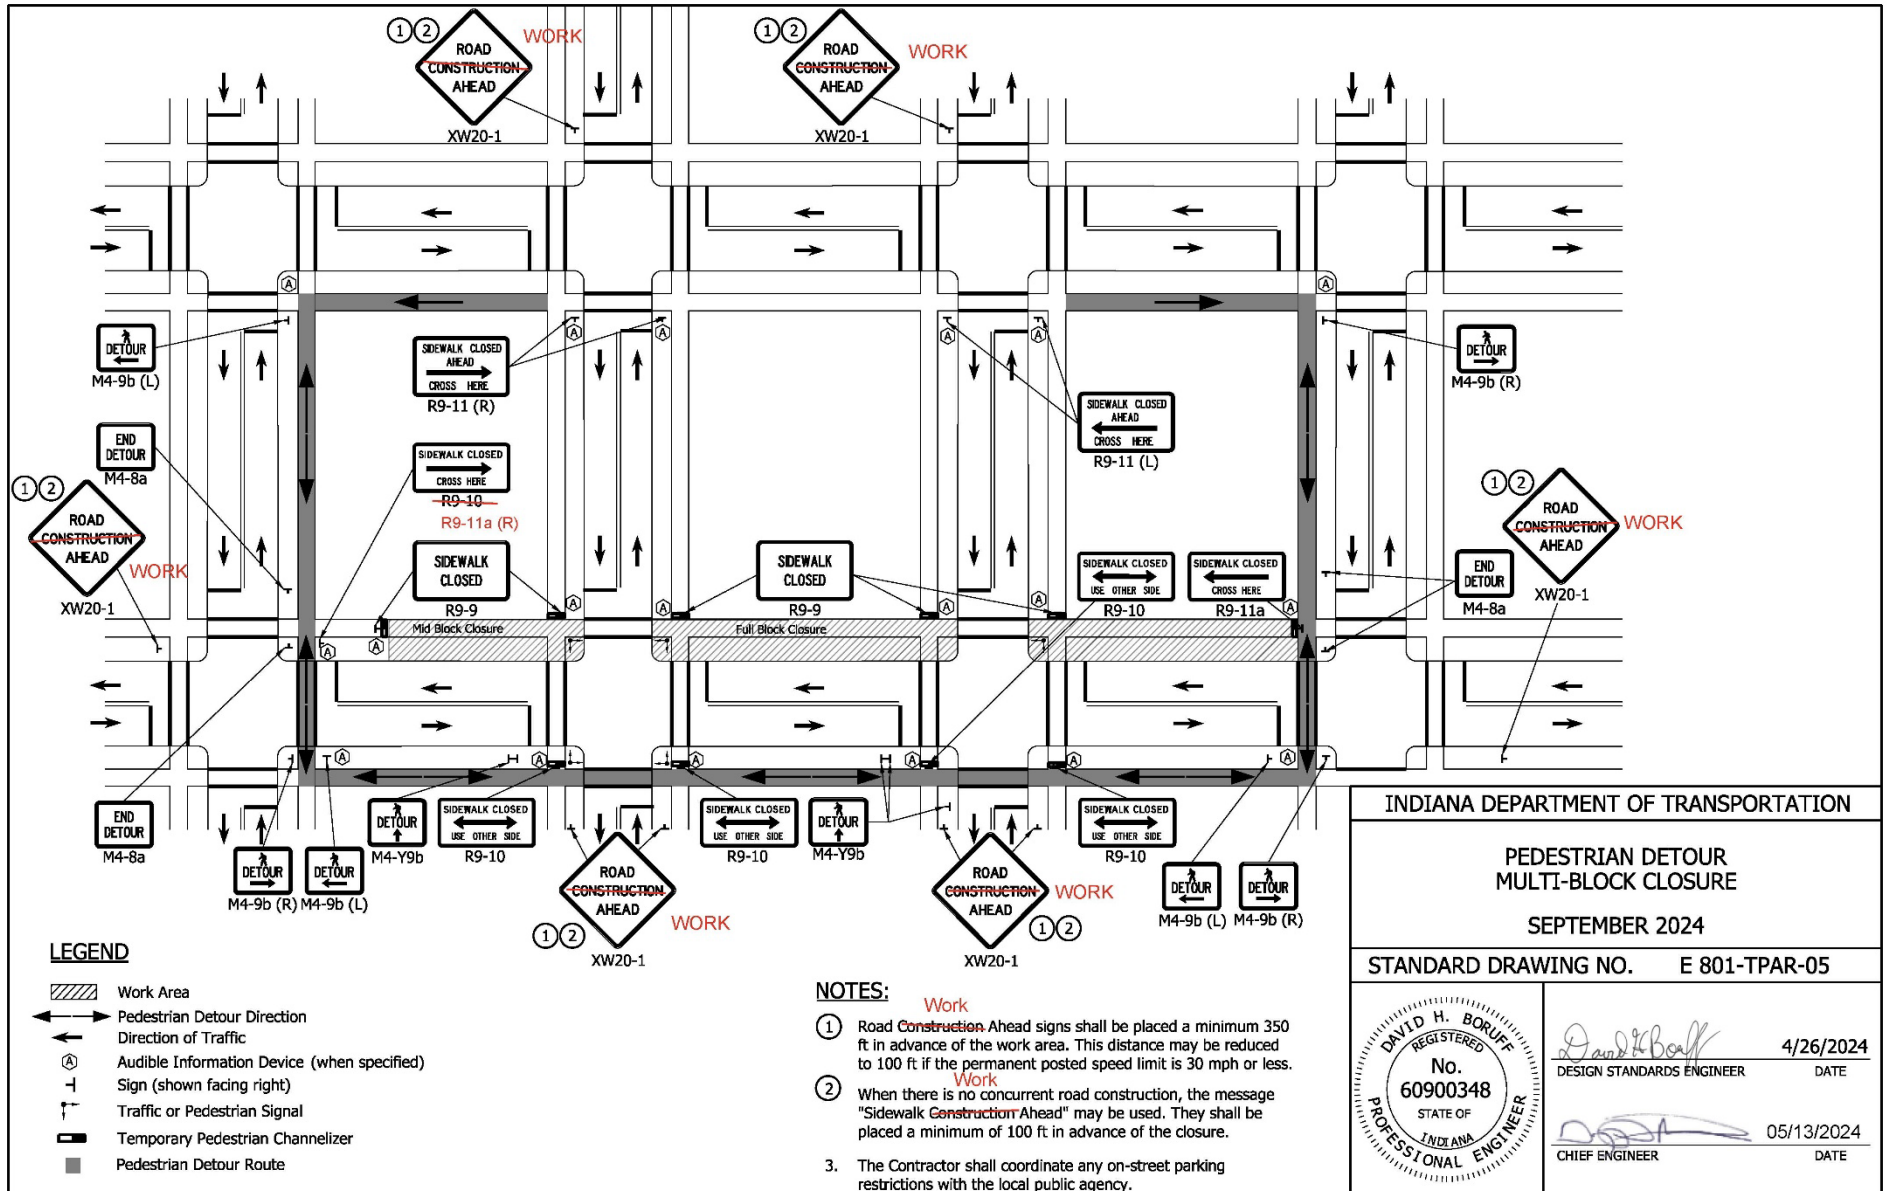 1 2
ROAD
CONSTRUCTION
AHEAD
WORK
XW20-1
1 2
ROAD
CONSTRUCTION
AHEAD
WORK
XW20-1
A
A
DETOUR
M4-9b (L)
SIDEWALK CLOSED
AHEAD
CROSS HERE
R9-11 (R)
A
A
A
A
SIDEWALK CLOSED
AHEAD
CROSS HERE
R9-11 (L)
DETOUR
M4-9b (R)
END
DETOUR
M4-8a
SIDEWALK CLOSED
CROSS HERE
R9-10
R9-11a (R)
1 2
ROAD
CONSTRUCTION
AHEAD
WORK
XW20-1
1 2
ROAD
CONSTRUCTION
AHEAD
WORK
XW20-1
SIDEWALK
CLOSED
R9-9
SIDEWALK
CLOSED
R9-9
SIDEWALK CLOSED
USE OTHER SIDE
R9-10
SIDEWALK CLOSED
CROSS HERE
R9-11a
END
DETOUR
M4-8a
A
A
A
A
A
Mid Block Closure
Full Block Closure
A
A
A
A
A
A
A
A
END
DETOUR
M4-8a
DETOUR
M4-9b (R)
DETOUR
M4-9b (L)
DETOUR
M4-Y9b
SIDEWALK CLOSED
USE OTHER SIDE
R9-10
SIDEWALK CLOSED
USE OTHER SIDE
R9-10
DETOUR
M4-Y9b
SIDEWALK CLOSED
USE OTHER SIDE
R9-10
DETOUR
M4-9b (L)
DETOUR
M4-9b (R)
ROAD
CONSTRUCTION
AHEAD
WORK
1 2
XW20-1
ROAD
CONSTRUCTION
AHEAD
WORK
1 2
XW20-1
LEGEND
Work Area
Pedestrian Detour Direction
Direction of Traffic
A Audible Information Device (when specified)
Sign (shown facing right)
Traffic or Pedestrian Signal
Temporary Pedestrian Channelizer
Pedestrian Detour Route
NOTES:
Work
1 Road Construction Ahead signs shall be placed a minimum 350
ft in advance of the work area. This distance may be reduced
to 100 ft if the permanent posted speed limit is 30 mph or less.
Work
2 When there is no concurrent road construction, the message
"Sidewalk Construction Ahead" may be used. They shall be
placed a minimum of 100 ft in advance of the closure.
3. The Contractor shall coordinate any on-street parking
restrictions with the local public agency.
INDIANA DEPARTMENT OF TRANSPORTATION
PEDESTRIAN DETOUR
MULTI-BLOCK CLOSURE
SEPTEMBER 2024
STANDARD DRAWING NO. E 801-TPAR-05
DAVID H. BORUFF
REGISTERED
No.
60900348
STATE OF
INDIANA
PROFESSIONAL ENGINEER
David H Boruff
4/26/2024
DESIGN STANDARDS ENGINEER DATE
05/13/2024
CHIEF ENGINEER DATE